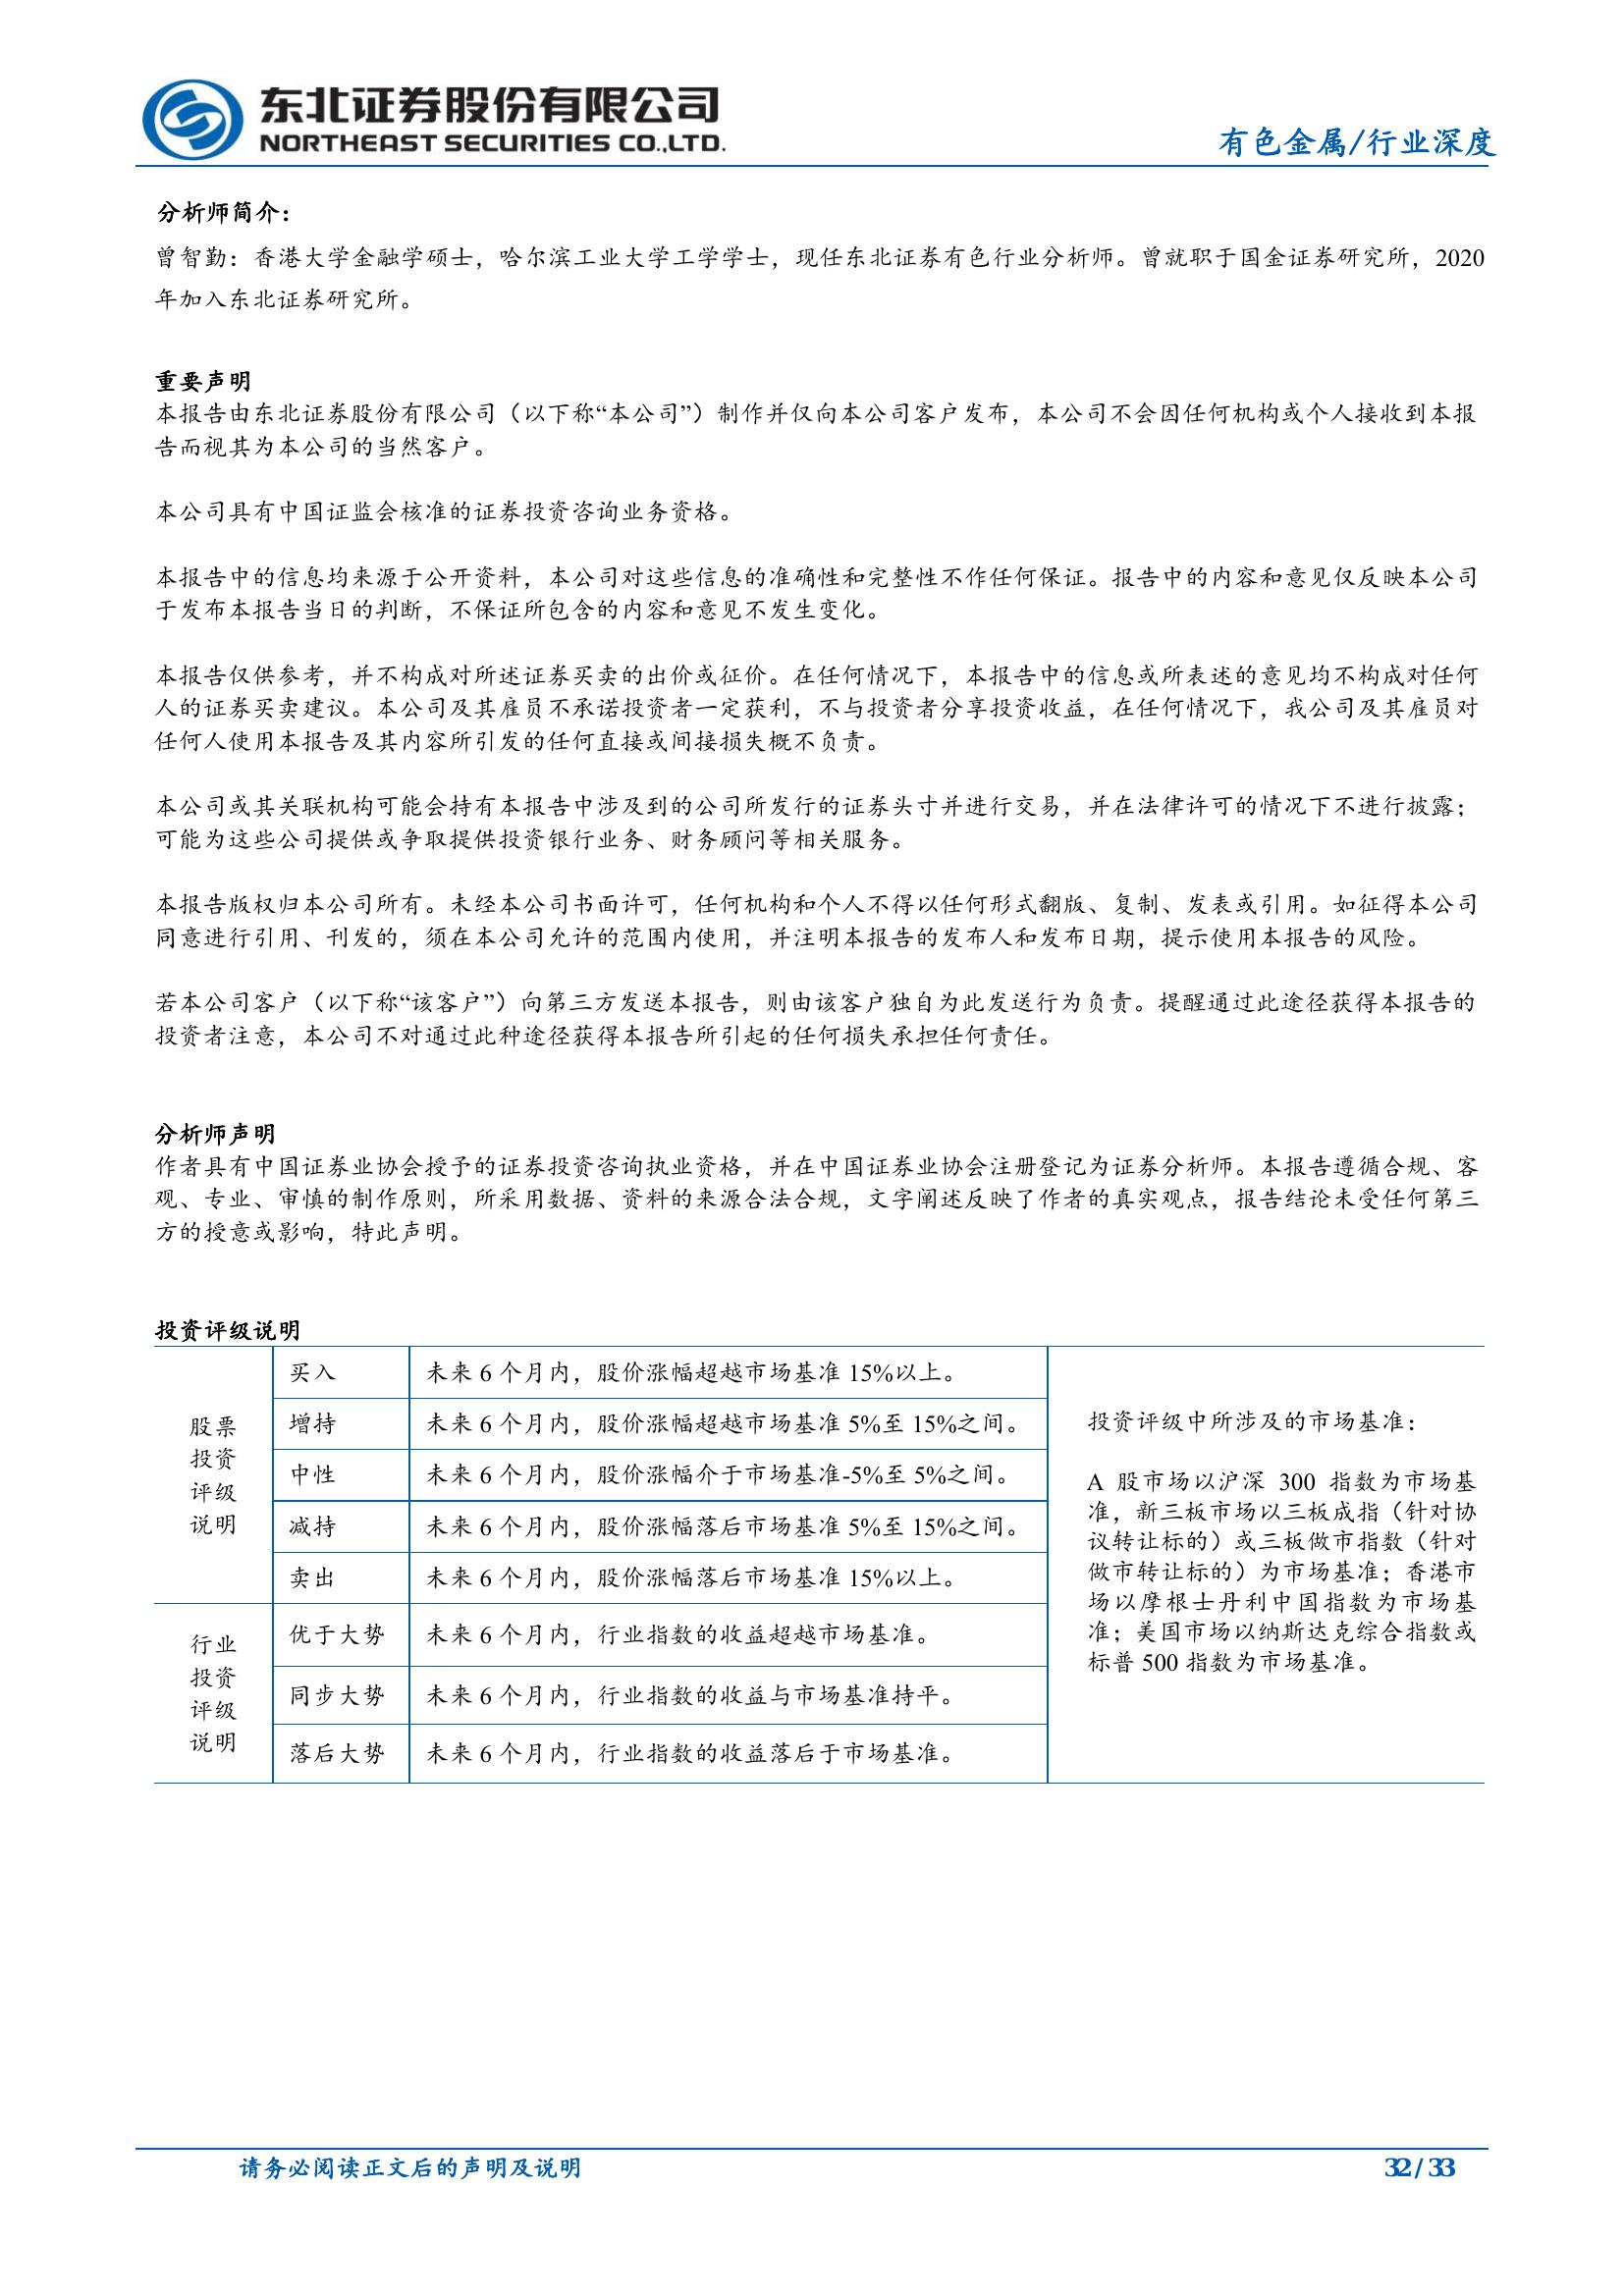 东北证券股份有限公司
NORTHEAST SECURITIES CO.,LTD.
有色金属/行业深度
分析师简介：
曾智勤：香港大学金融学硕士，哈尔滨工业大学工学学士，现任东北证券有色行业分析师。曾就职于国金证券研究所，2020
年加入东北证券研究所。
重要声明
本报告由东北证券股份有限公司（以下称“本公司”）制作并仅向本公司客户发布，本公司不会因任何机构或个人接收到本报
告而视其为本公司的当然客户。
本公司具有中国证监会核准的证券投资咨询业务资格。
本报告中的信息均来源于公开资料，本公司对这些信息的准确性和完整性不作任何保证。报告中的内容和意见仅反映本公司
于发布本报告当日的判断，不保证所包含的内容和意见不发生变化。
本报告仅供参考，并不构成对所述证券买卖的出价或征价。在任何情况下，本报告中的信息或所表述的意见均不构成对任何
人的证券买卖建议。本公司及其雇员不承诺投资者一定获利，不与投资者分享投资收益，在任何情况下，我公司及其雇员对
任何人使用本报告及其内容所引发的任何直接或间接损失概不负责。
本公司或其关联机构可能会持有本报告中涉及到的公司所发行的证券头寸并进行交易，并在法律许可的情况下不进行披露；
可能为这些公司提供或争取提供投资银行业务、财务顾问等相关服务。
本报告版权归本公司所有。未经本公司书面许可，任何机构和个人不得以任何形式翻版、复制、发表或引用。如征得本公司
同意进行引用、刊发的，须在本公司允许的范围内使用，并注明本报告的发布人和发布日期，提示使用本报告的风险。
若本公司客户（以下称“该客户”）向第三方发送本报告，则由该客户独自为此发送行为负责。提醒通过此途径获得本报告的
投资者注意，本公司不对通过此种途径获得本报告所引起的任何损失承担任何责任。
分析师声明
作者具有中国证券业协会授予的证券投资咨询执业资格，并在中国证券业协会注册登记为证券分析师。本报告遵循合规、客
观、专业、审慎的制作原则，所采用数据、资料的来源合法合规，文字阐述反映了作者的真实观点，报告结论未受任何第三
方的授意或影响，特此声明。
投资评级说明
股票
投资
评级
说明
买入 未来 6 个月内，股价涨幅超越市场基准 15%以上。
增持 未来 6 个月内，股价涨幅超越市场基准 5%至 15%之间。
中性 未来 6 个月内，股价涨幅介于市场基准-5%至 5%之间。
减持 未来 6 个月内，股价涨幅落后市场基准 5%至 15%之间。
卖出 未来 6 个月内，股价涨幅落后市场基准 15%以上。
行业
投资
评级
说明
优于大势 未来 6 个月内，行业指数的收益超越市场基准。
同步大势 未来 6 个月内，行业指数的收益与市场基准持平。
落后大势 未来 6 个月内，行业指数的收益落后于市场基准。
投资评级中所涉及的市场基准：
A 股市场以沪深 300 指数为市场基
准，新三板市场以三板成指（针对协
议转让标的）或三板做市指数（针对
做市转让标的）为市场基准；香港市
场以摩根士丹利中国指数为市场基
准；美国市场以纳斯达克综合指数或
标普 500 指数为市场基准。
请务必阅读正文后的声明及说明
32 / 33